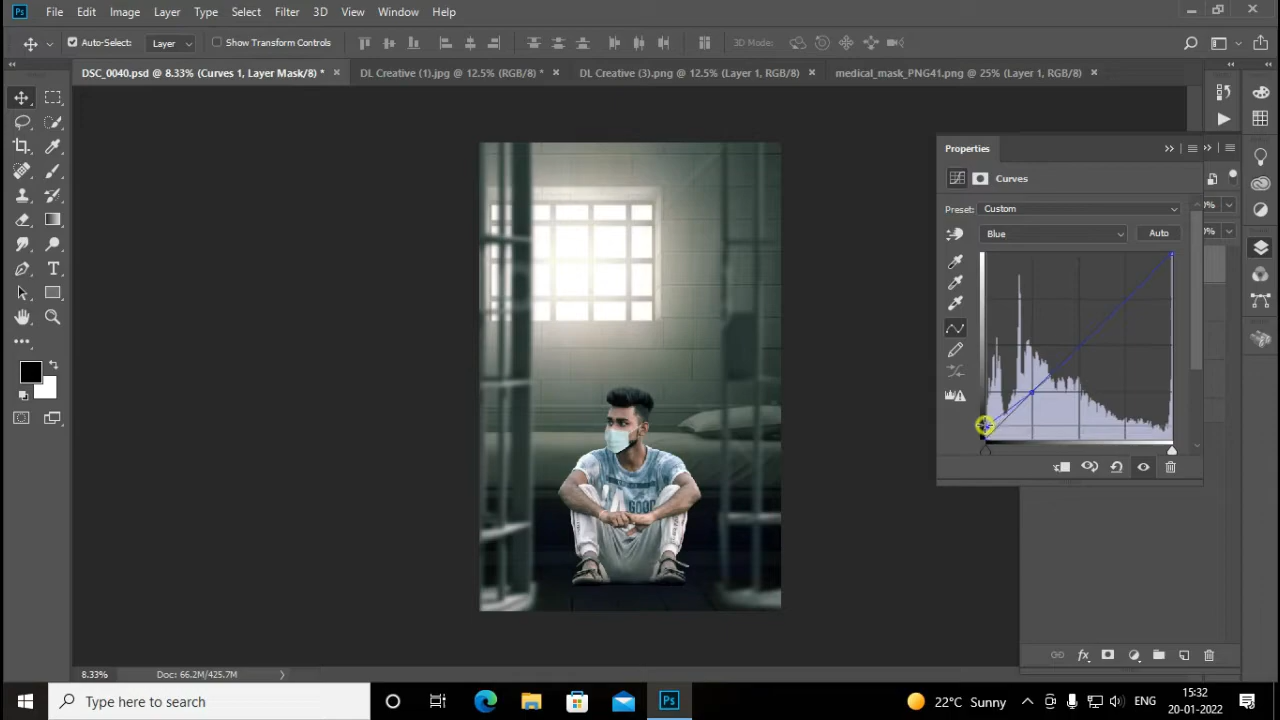 Ps File Edit Image Layer Type Select Filter 3D View Window Help
Auto-Select: Layer Show Transform Controls 3D Mode:
DSC_0040.psd @ 8.33% (Curves 1, Layer Mask/8) * DL Creative (1).jpg @ 12.5% (RGB/8) * DL Creative (3).png @ 12.5% (Layer 1, RGB/8) medical_mask_PNG41.png @ 25% (Layer 1, RGB/8)
Properties
Curves
Preset: Custom
Blue Auto
GOOD
8.33% Doc: 66.2M/425.7M
Type here to search Ps 22°C Sunny ENG 15:32
20-01-2022